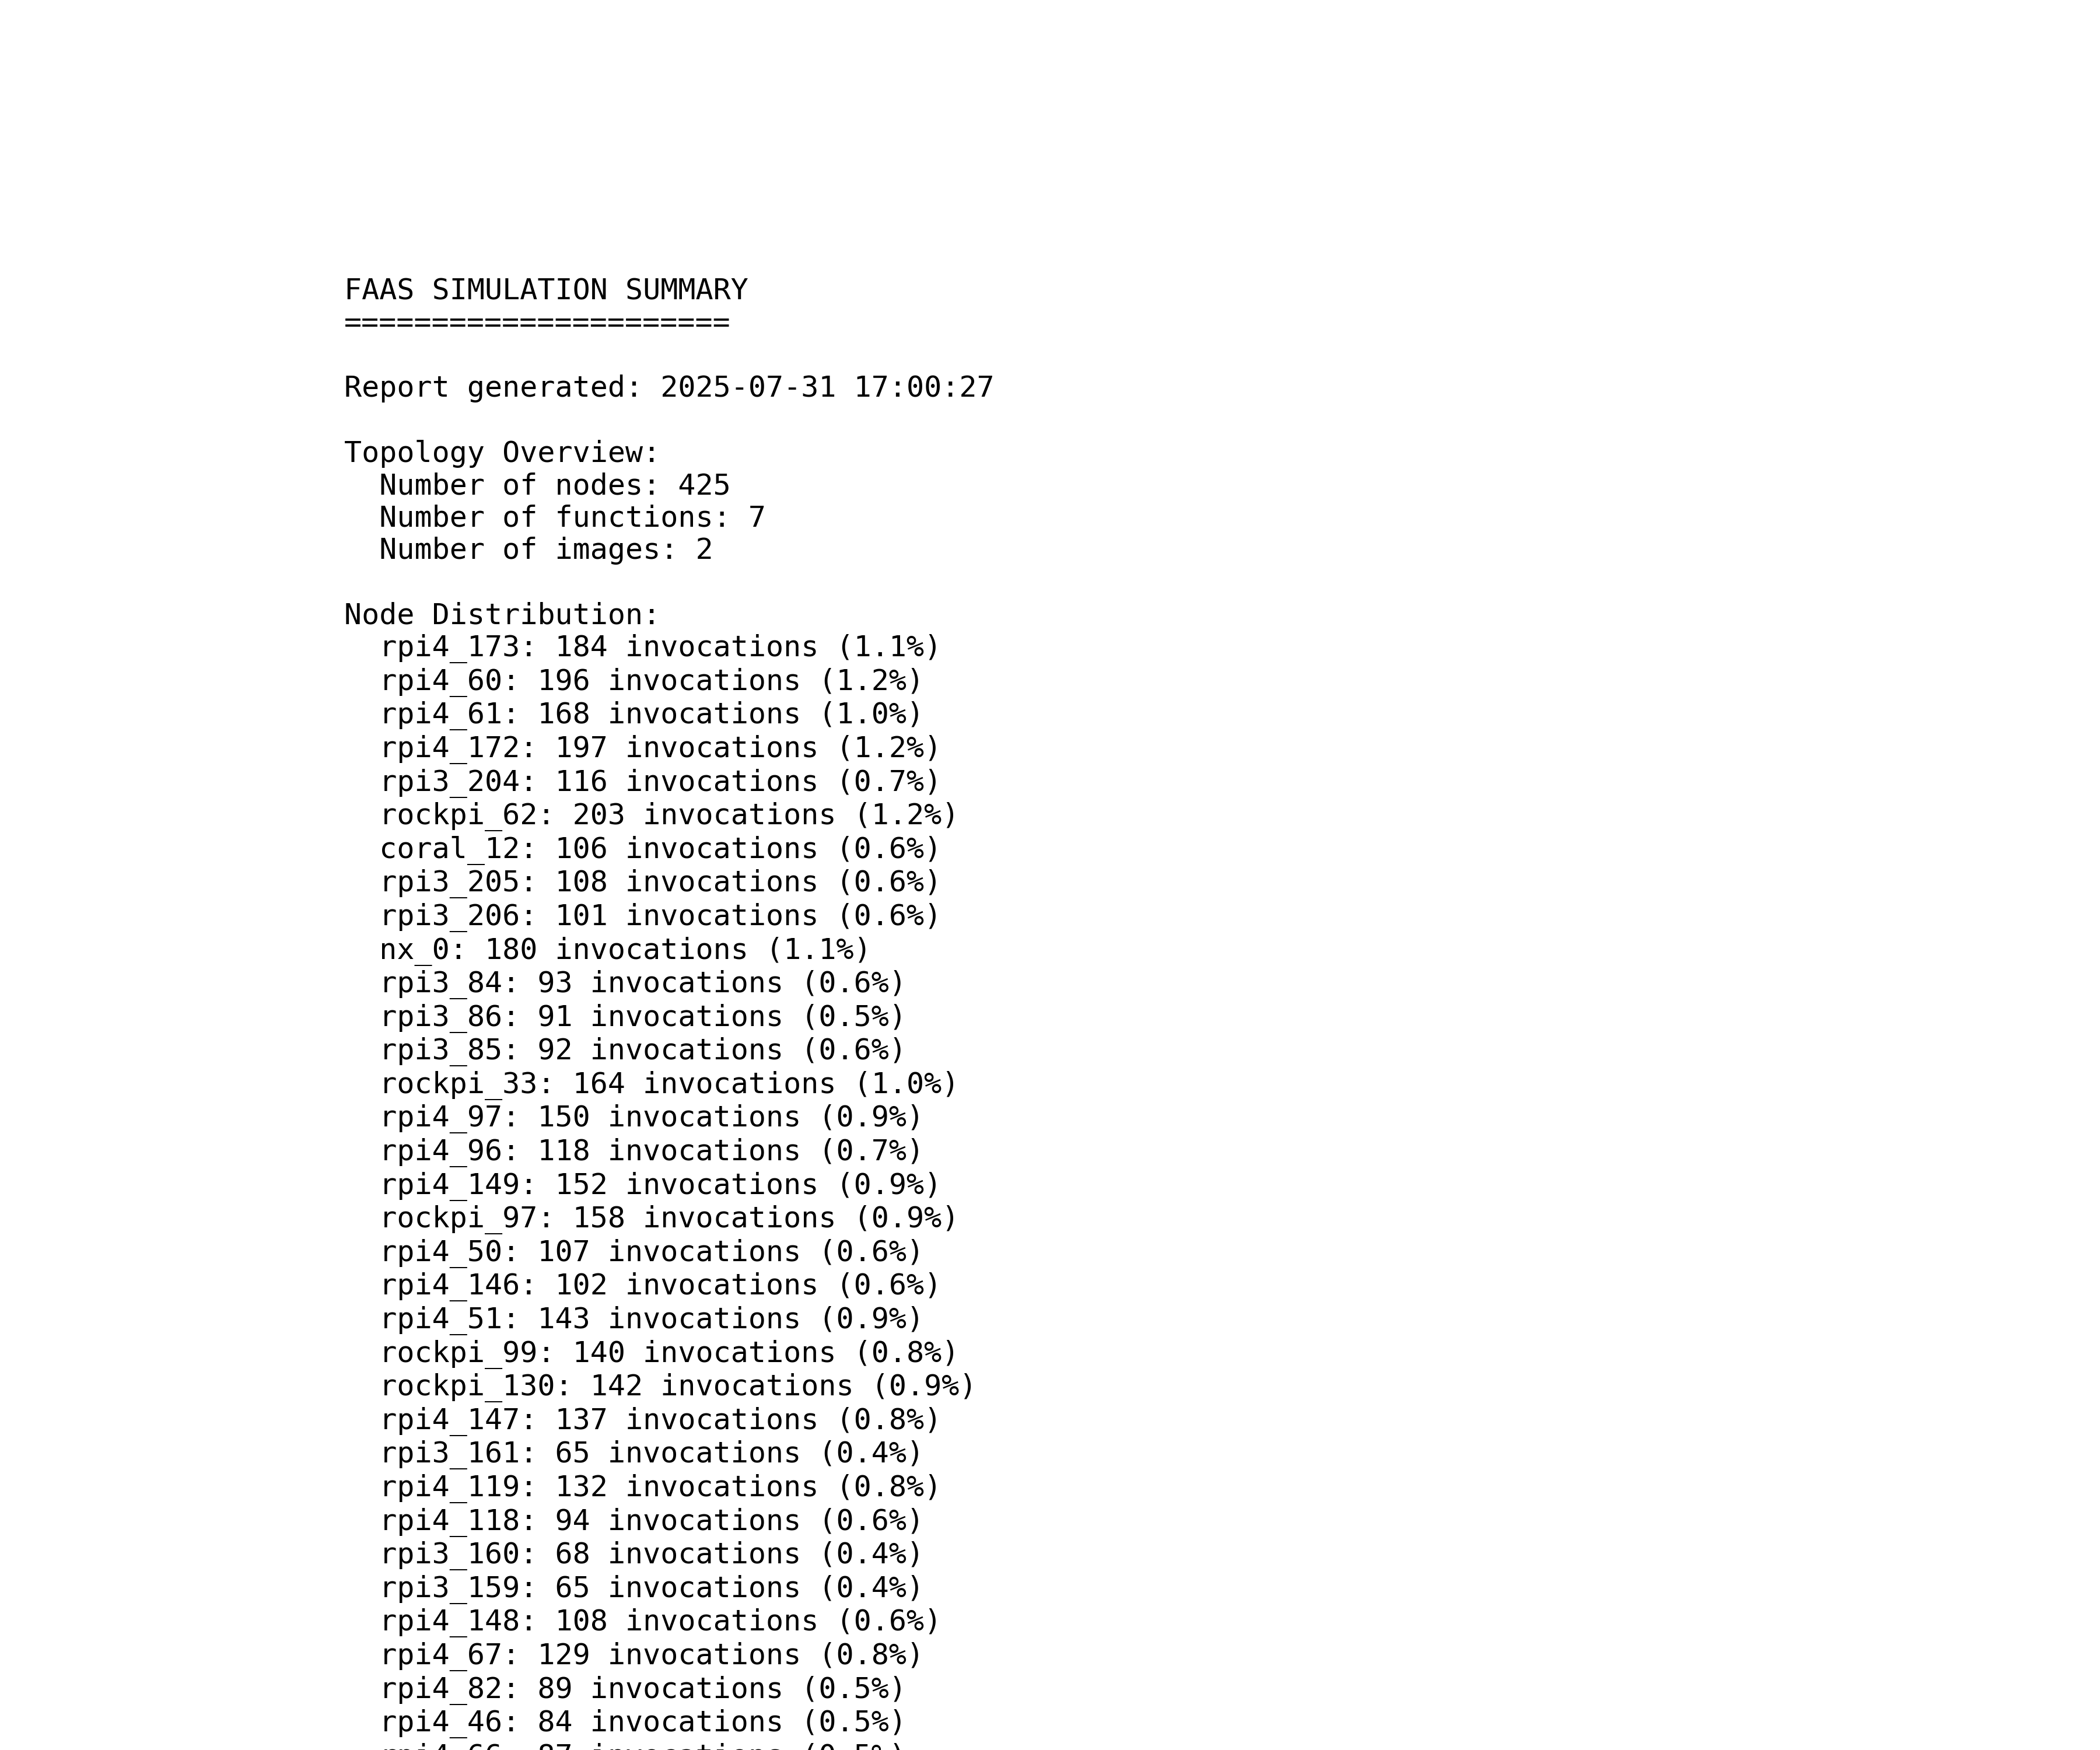 FAAS SIMULATION SUMMARY
======================
Report generated: 2025-07-31 17:00:27
Topology Overview:
  Number of nodes: 425
  Number of functions: 7
  Number of images: 2
Node Distribution:
  rpi4_173: 184 invocations (1.1%)
  rpi4_60: 196 invocations (1.2%)
  rpi4_61: 168 invocations (1.0%)
  rpi4_172: 197 invocations (1.2%)
  rpi3_204: 116 invocations (0.7%)
  rockpi_62: 203 invocations (1.2%)
  coral_12: 106 invocations (0.6%)
  rpi3_205: 108 invocations (0.6%)
  rpi3_206: 101 invocations (0.6%)
  nx_0: 180 invocations (1.1%)
  rpi3_84: 93 invocations (0.6%)
  rpi3_86: 91 invocations (0.5%)
  rpi3_85: 92 invocations (0.6%)
  rockpi_33: 164 invocations (1.0%)
  rpi4_97: 150 invocations (0.9%)
  rpi4_96: 118 invocations (0.7%)
  rpi4_149: 152 invocations (0.9%)
  rockpi_97: 158 invocations (0.9%)
  rpi4_50: 107 invocations (0.6%)
  rpi4_146: 102 invocations (0.6%)
  rpi4_51: 143 invocations (0.9%)
  rockpi_99: 140 invocations (0.8%)
  rockpi_130: 142 invocations (0.9%)
  rpi4_147: 137 invocations (0.8%)
  rpi3_161: 65 invocations (0.4%)
  rpi4_119: 132 invocations (0.8%)
  rpi4_118: 94 invocations (0.6%)
  rpi3_160: 68 invocations (0.4%)
  rpi3_159: 65 invocations (0.4%)
  rpi4_148: 108 invocations (0.6%)
  rpi4_67: 129 invocations (0.8%)
  rpi4_82: 89 invocations (0.5%)
  rpi4_46: 84 invocations (0.5%)